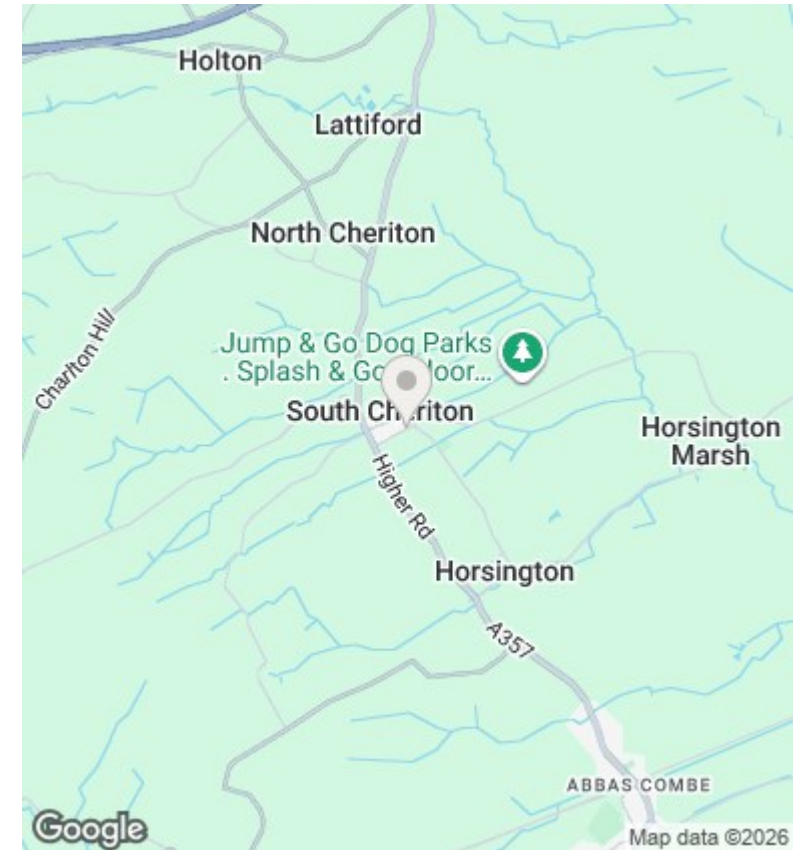 Holton
Lattiford
North Cheriton
Charlton Hill
Jump & Go Dog Parks
. Splash & Go
South Cheriton
Higher Rd
Horsington
Marsh
Horsington
A357
ABBAS COMBE
Google
Map data ©2026